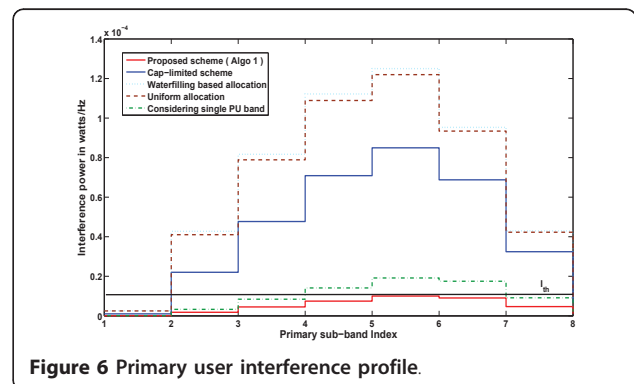 x 10⁻⁴
1.4
1.2
1
0.8
0.6
0.4
0.2
0
Interference power in watts/Hz
Proposed scheme ( Algo 1 )
Cap−limited scheme
Waterfilling based allocation
Uniform allocation
Considering single PU band
I_th
1 2 3 4 5 6 7 8
Primary sub−band Index
Figure 6 Primary user interference profile.